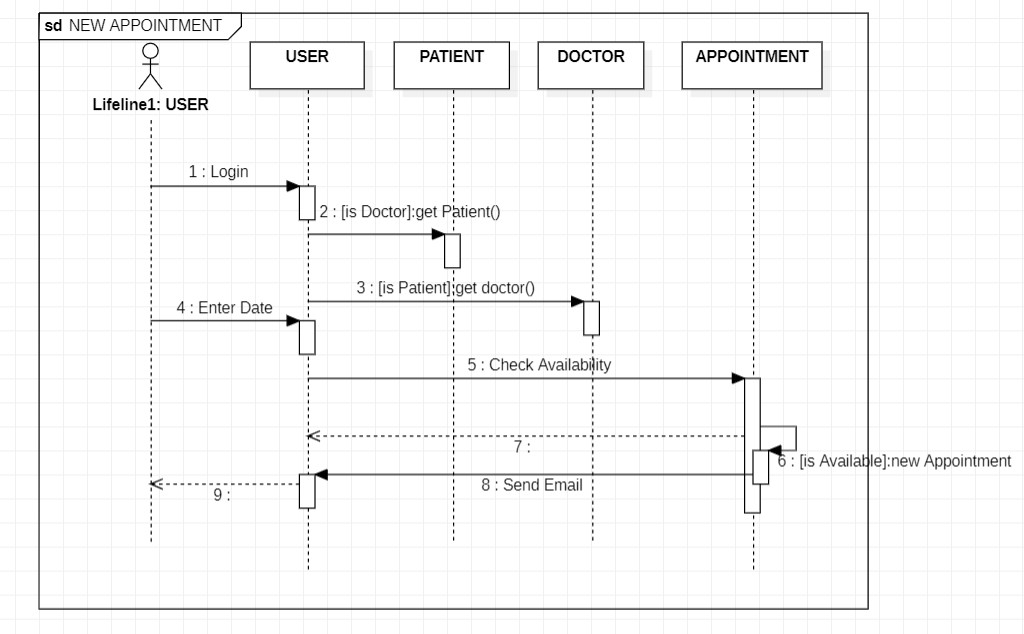 sd NEW APPOINTMENT
USER
PATIENT
DOCTOR
APPOINTMENT
Lifeline1: USER
1 : Login
2 : [is Doctor]:get Patient()
3 : [is Patient]:get doctor()
4 : Enter Date
5 : Check Availability
7 :
6 : [is Available]:new Appointment
8 : Send Email
9 :